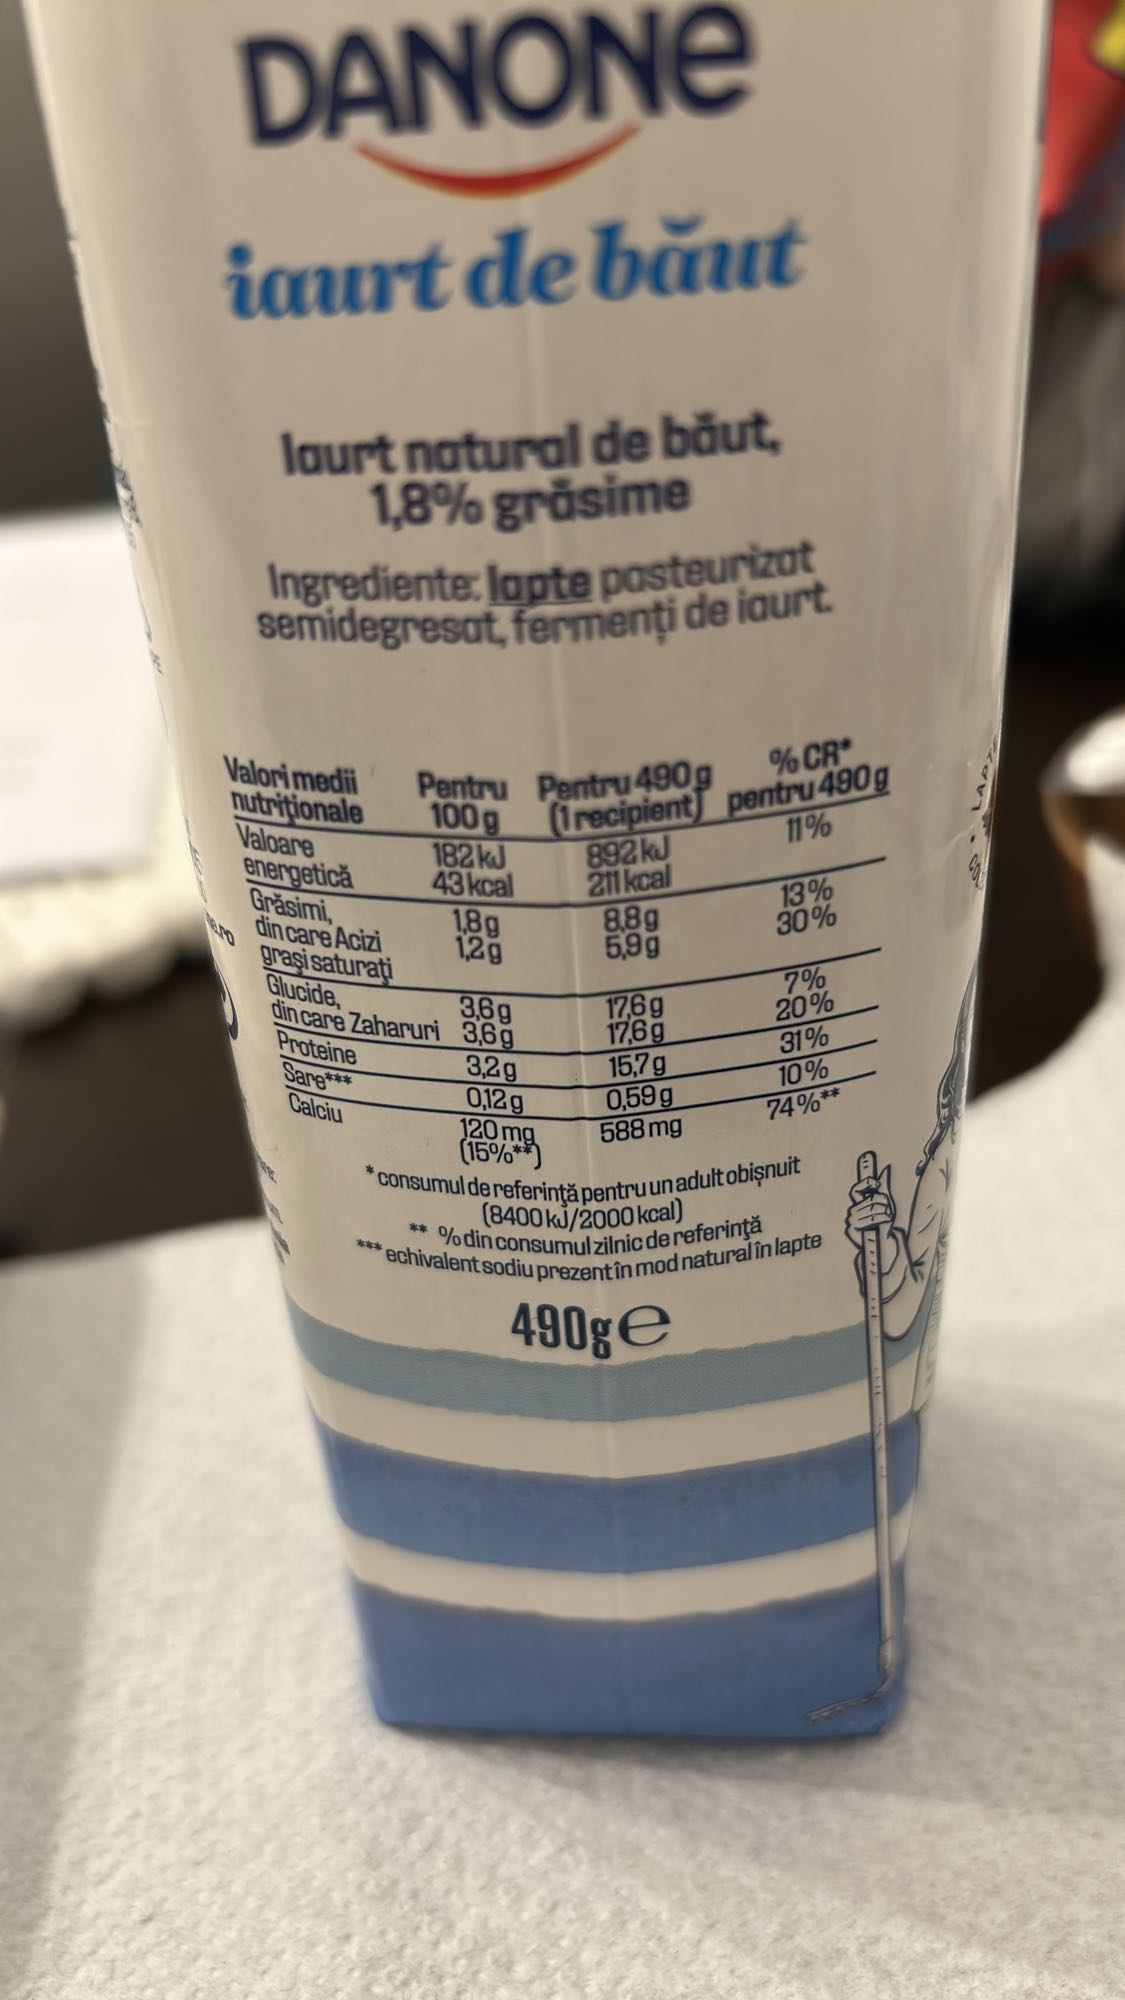 DANONe
iaurt de băut
Iaurt natural de băut,
1,8% grăsime
Ingrediente: lapte pasteurizat
semidegresat, fermenți de iaurt.
Valori medii nutriționale Pentru 100 g Pentru 490 g (1 recipient) % CR* pentru 490 g
Valoare energetică 182 kJ 892 kJ 11%
43 kcal 211 kcal
Grăsimi, 1,8 g 8,8 g 13%
din care Acizi grași saturați 1,2 g 5,9 g 30%
Glucide, 3,6 g 17,6 g 7%
din care Zaharuri 3,6 g 17,6 g 20%
Proteine 3,2 g 15,7 g 31%
Sare*** 0,12 g 0,59 g 10%
Calciu 120 mg 588 mg 74%**
(15%**)
* consumul de referință pentru un adult obișnuit
(8400 kJ/2000 kcal)
** % din consumul zilnic de referință
*** echivalent sodiu prezent în mod natural în lapte
490g e